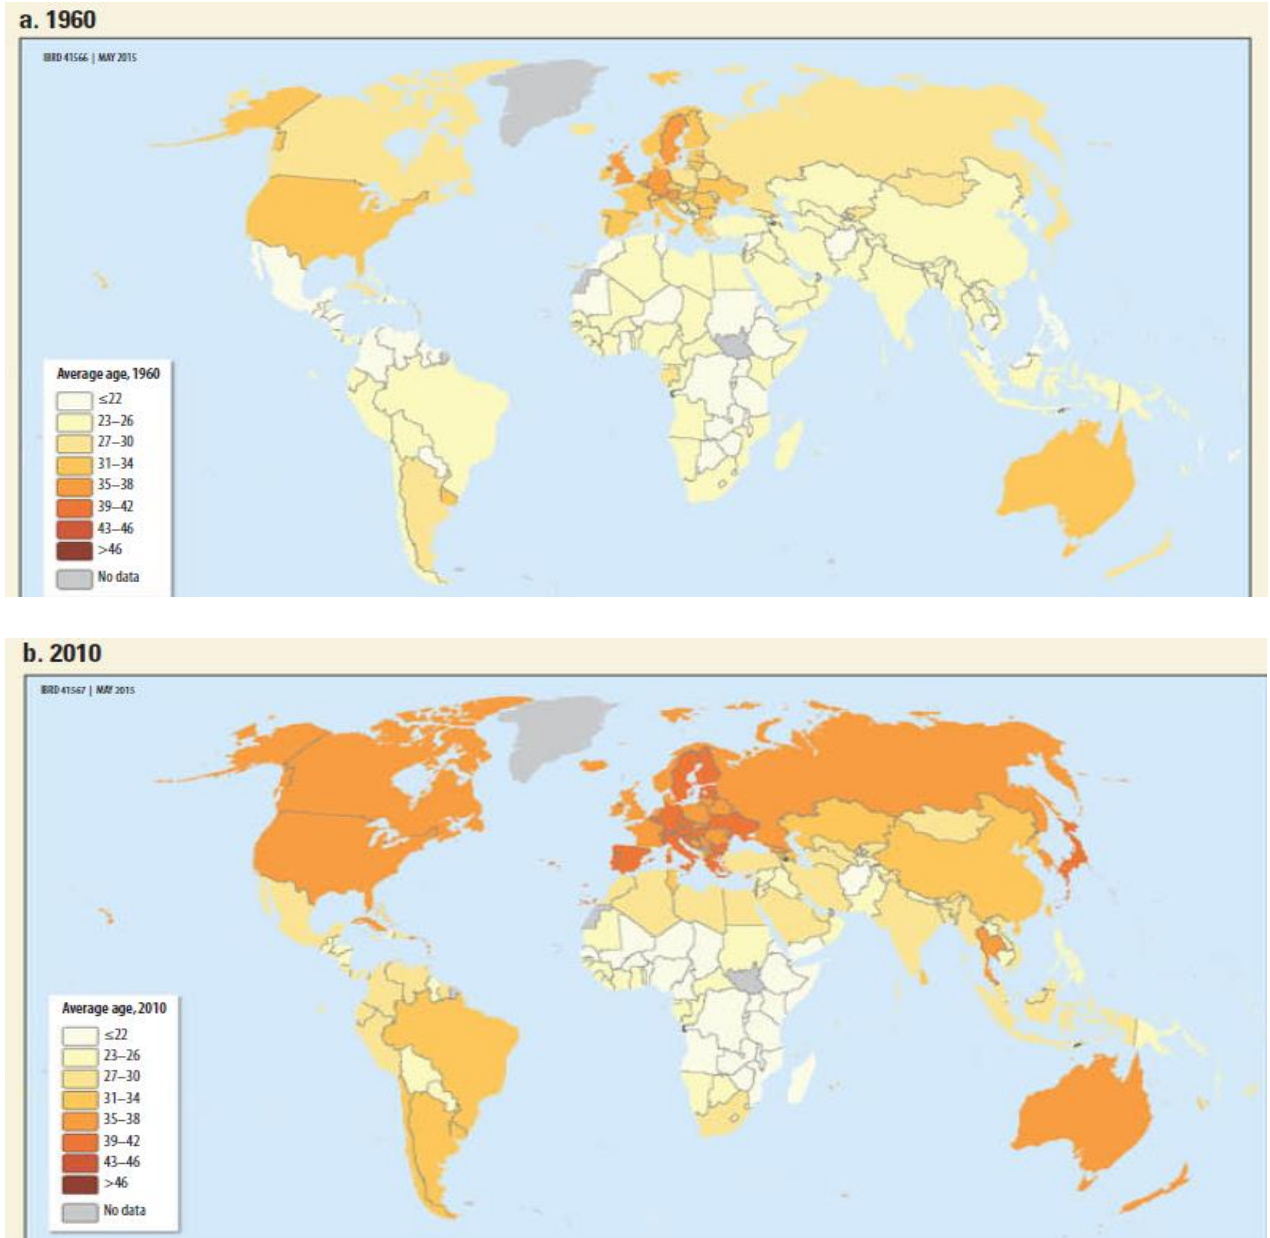 a. 1960
IBRD 41566 | MAY 2015
Average age, 1960
≤22
23–26
27–30
31–34
35–38
39–42
43–46
>46
No data
b. 2010
IBRD 41567 | MAY 2015
Average age, 2010
≤22
23–26
27–30
31–34
35–38
39–42
43–46
>46
No data